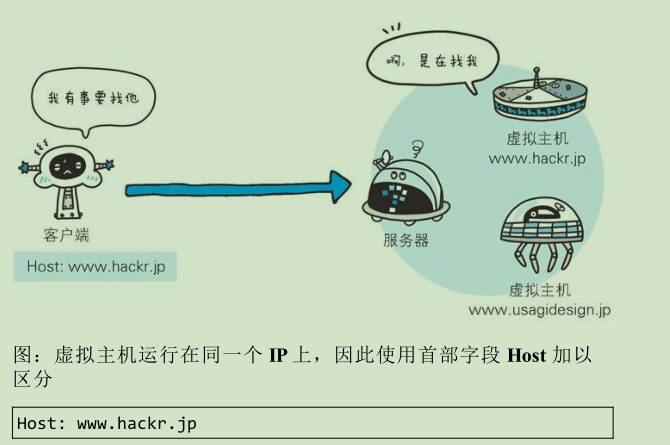 啊，是在找我
我有事要找他
虚拟主机
www.hackr.jp
客户端
服务器
Host: www.hackr.jp
虚拟主机
www.usagidesign.jp
图：虚拟主机运行在同一个 IP 上，因此使用首部字段 Host 加以
区分
Host: www.hackr.jp